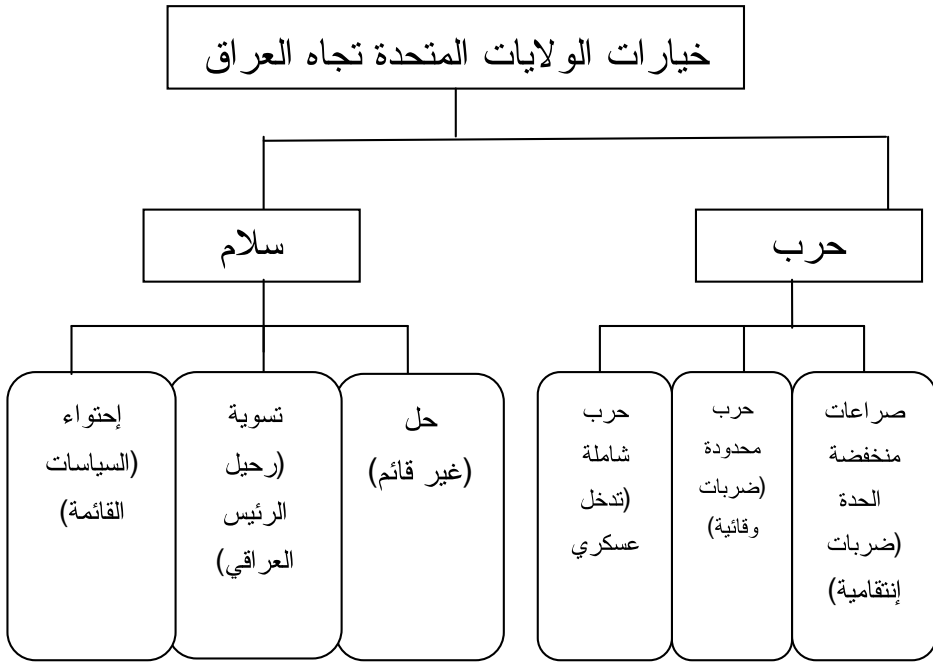 خيارات الولايات المتحدة تجاه العراق
حرب
سلام
صراعات
منخفضة
الحدة
(ضربات
إنتقامية)
حرب
محدودة
(ضربات
وقائية)
حرب
شاملة
(تدخل
عسكري
حل
(غير قائم)
تسوية
(رحيل
الرئيس
العراقي)
إحتواء
(السياسات
القائمة)